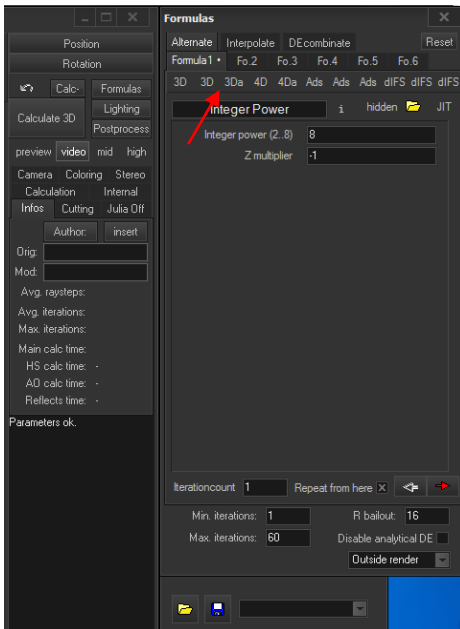 Position
Rotation
Calc- Formulas
Calculate 3D Lighting
Postprocess
preview video mid high
Camera Coloring Stereo
Calculation Internal
Infos Cutting Julia Off
Author: insert
Orig:
Mod:
Avg. raysteps:
Avg. iterations:
Max. iterations:
Main calc time:
HS calc time: -
AO calc time: -
Reflects time: -
Parameters ok.
Formulas
Alternate Interpolate DEcombinate Reset
Formula1 • Fo.2 Fo.3 Fo.4 Fo.5 Fo.6
3D 3D 3Da 4D 4Da Ads Ads Ads dIFS dIFS dIFS
Integer Power i hidden JIT
Integer power (2..8) 8
Z multiplier -1
Iterationcount 1 Repeat from here
Min. iterations: 1 R bailout: 16
Max. iterations: 60 Disable analytical DE
Outside render